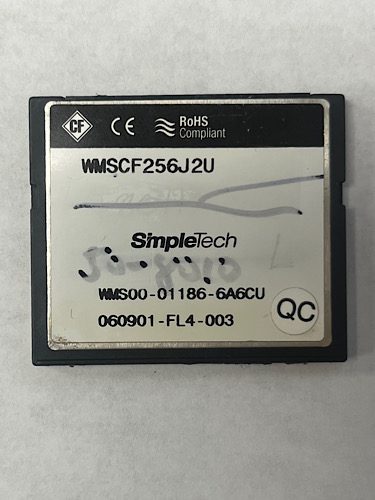 CF CE RoHS
Compliant
WMSCF256J2U
SimpleTech
WMS00-01186-6A6CU
060901-FL4-003
QC